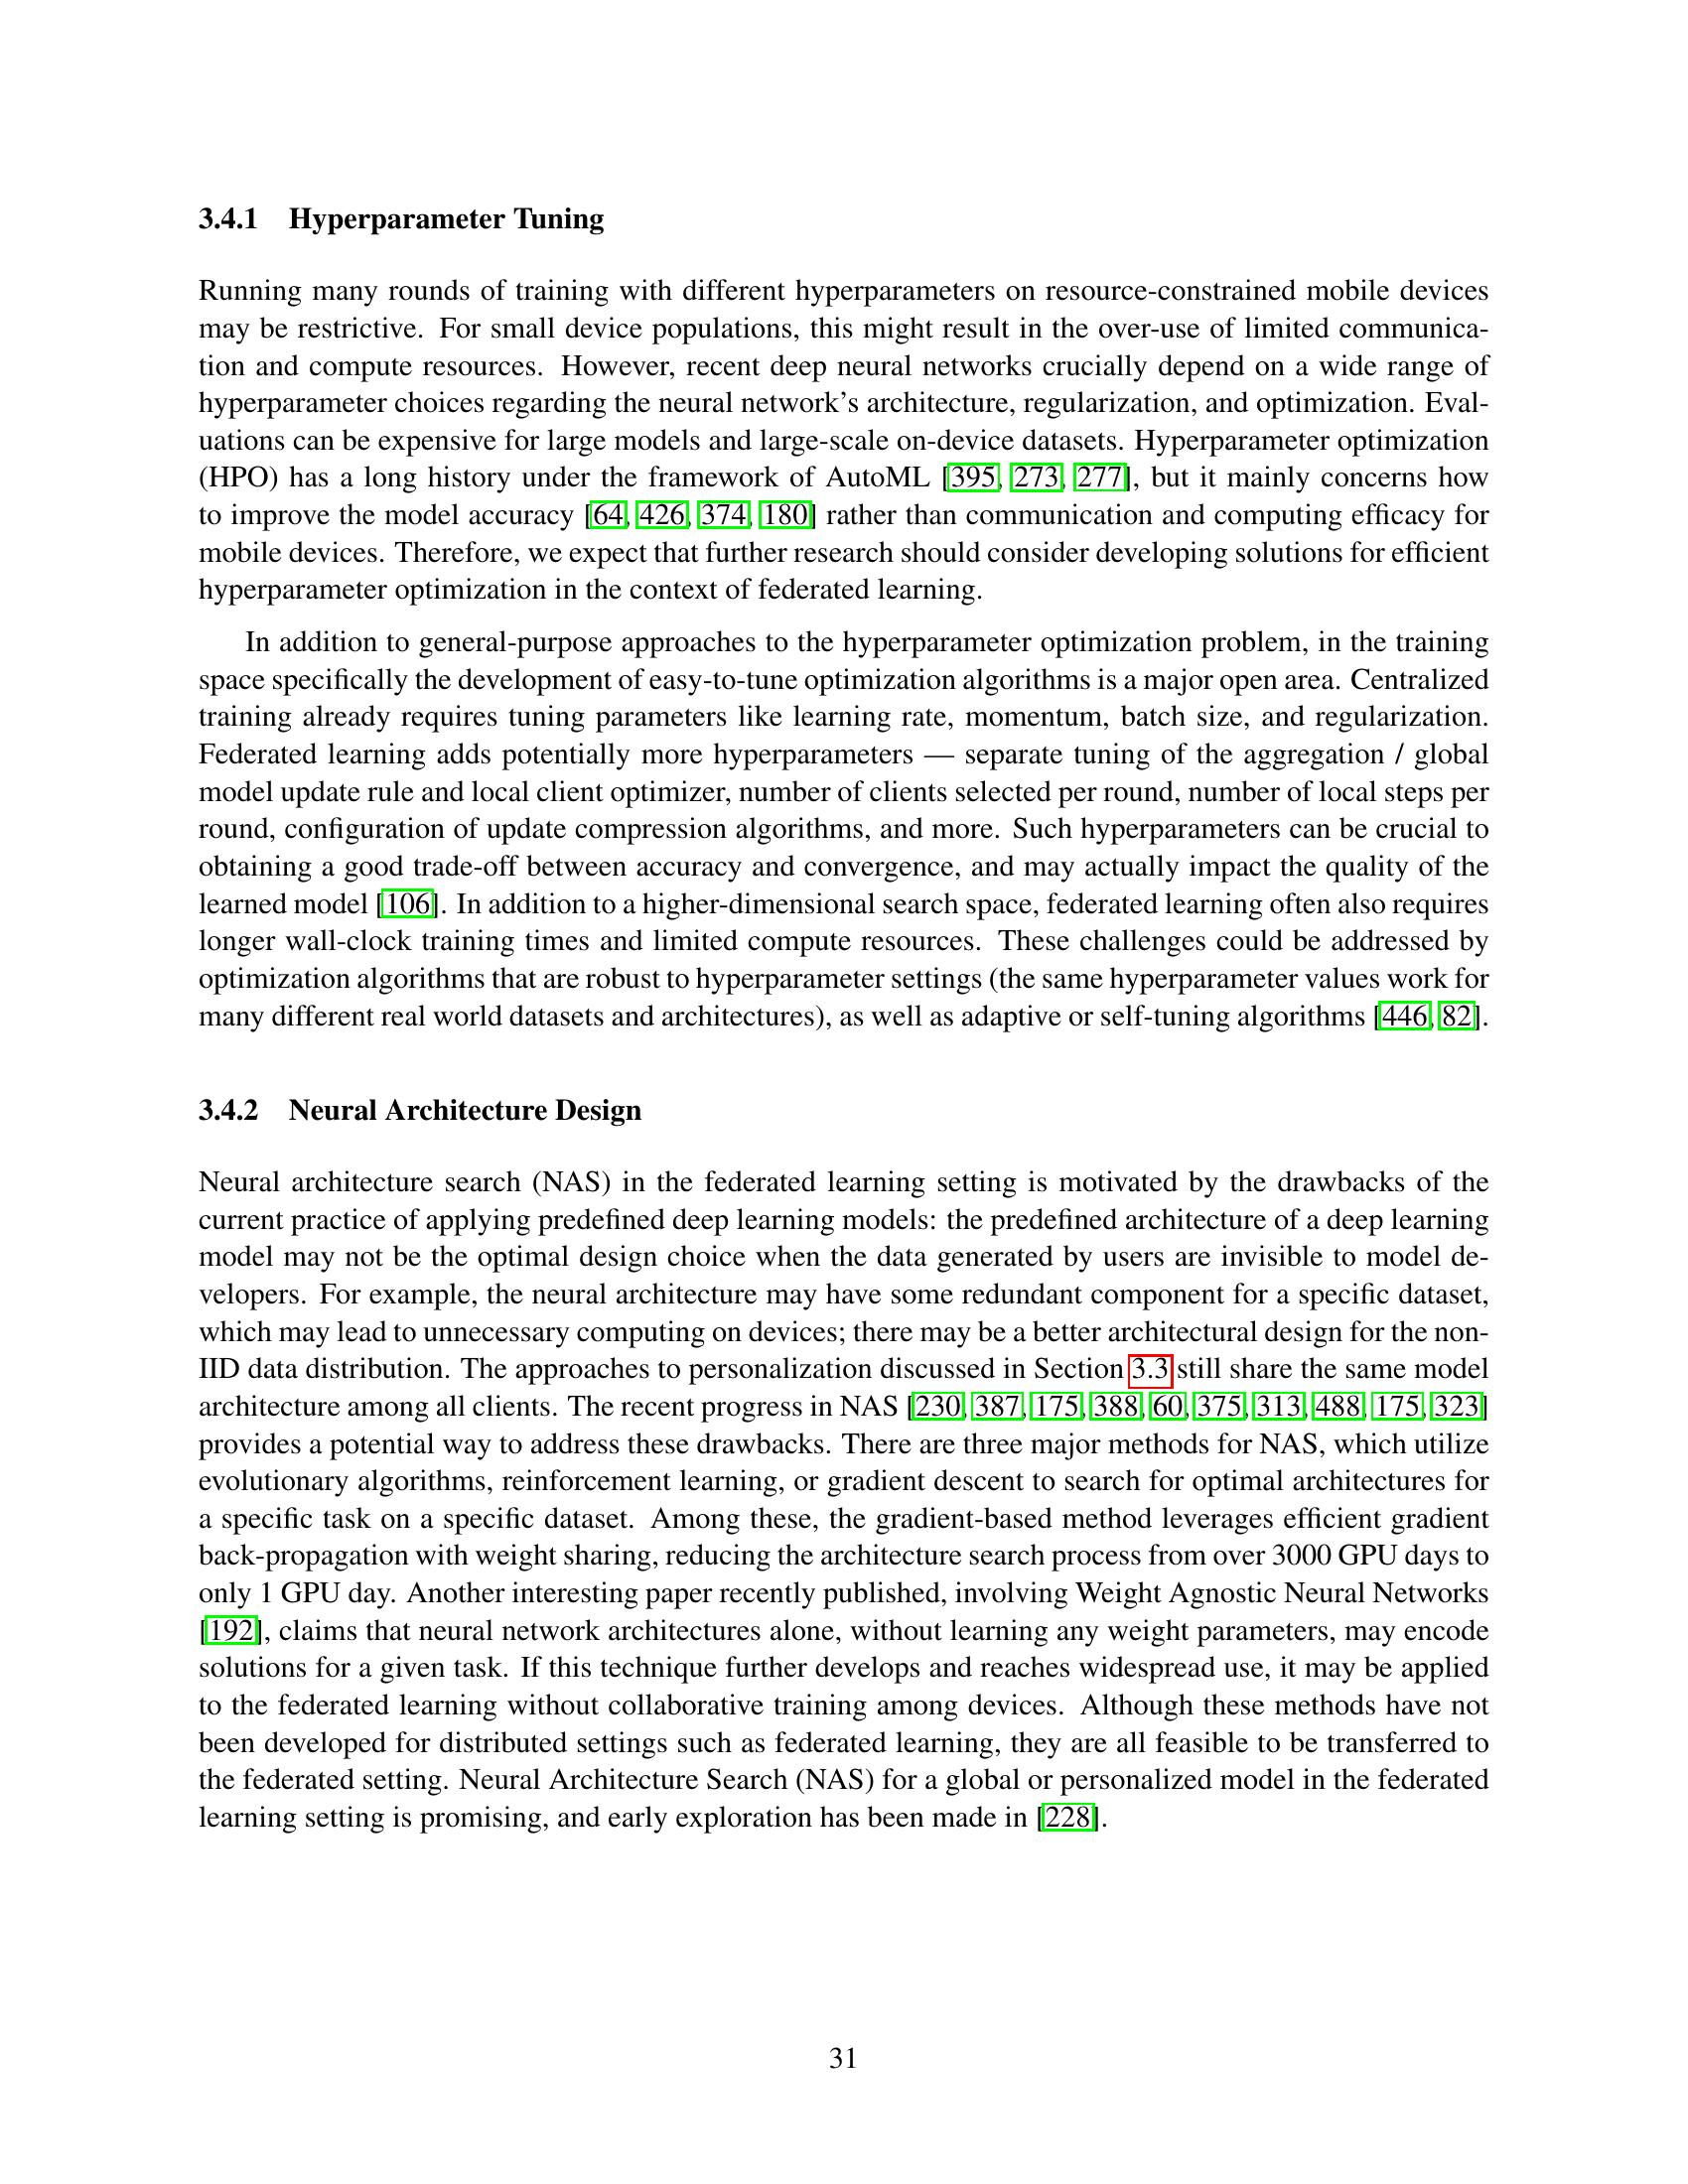 3.4.1 Hyperparameter Tuning
Running many rounds of training with different hyperparameters on resource-constrained mobile devices
may be restrictive. For small device populations, this might result in the over-use of limited communica-
tion and compute resources. However, recent deep neural networks crucially depend on a wide range of
hyperparameter choices regarding the neural network's architecture, regularization, and optimization. Eval-
uations can be expensive for large models and large-scale on-device datasets. Hyperparameter optimization
(HPO) has a long history under the framework of AutoML [395, 273, 277], but it mainly concerns how
to improve the model accuracy [64, 426, 374, 180] rather than communication and computing efficacy for
mobile devices. Therefore, we expect that further research should consider developing solutions for efficient
hyperparameter optimization in the context of federated learning.
In addition to general-purpose approaches to the hyperparameter optimization problem, in the training
space specifically the development of easy-to-tune optimization algorithms is a major open area. Centralized
training already requires tuning parameters like learning rate, momentum, batch size, and regularization.
Federated learning adds potentially more hyperparameters — separate tuning of the aggregation / global
model update rule and local client optimizer, number of clients selected per round, number of local steps per
round, configuration of update compression algorithms, and more. Such hyperparameters can be crucial to
obtaining a good trade-off between accuracy and convergence, and may actually impact the quality of the
learned model [106]. In addition to a higher-dimensional search space, federated learning often also requires
longer wall-clock training times and limited compute resources. These challenges could be addressed by
optimization algorithms that are robust to hyperparameter settings (the same hyperparameter values work for
many different real world datasets and architectures), as well as adaptive or self-tuning algorithms [446, 82].
3.4.2 Neural Architecture Design
Neural architecture search (NAS) in the federated learning setting is motivated by the drawbacks of the
current practice of applying predefined deep learning models: the predefined architecture of a deep learning
model may not be the optimal design choice when the data generated by users are invisible to model de-
velopers. For example, the neural architecture may have some redundant component for a specific dataset,
which may lead to unnecessary computing on devices; there may be a better architectural design for the non-
IID data distribution. The approaches to personalization discussed in Section 3.3 still share the same model
architecture among all clients. The recent progress in NAS [230, 387, 175, 388, 60, 375, 313, 488, 175, 323]
provides a potential way to address these drawbacks. There are three major methods for NAS, which utilize
evolutionary algorithms, reinforcement learning, or gradient descent to search for optimal architectures for
a specific task on a specific dataset. Among these, the gradient-based method leverages efficient gradient
back-propagation with weight sharing, reducing the architecture search process from over 3000 GPU days to
only 1 GPU day. Another interesting paper recently published, involving Weight Agnostic Neural Networks
[192], claims that neural network architectures alone, without learning any weight parameters, may encode
solutions for a given task. If this technique further develops and reaches widespread use, it may be applied
to the federated learning without collaborative training among devices. Although these methods have not
been developed for distributed settings such as federated learning, they are all feasible to be transferred to
the federated setting. Neural Architecture Search (NAS) for a global or personalized model in the federated
learning setting is promising, and early exploration has been made in [228].
31